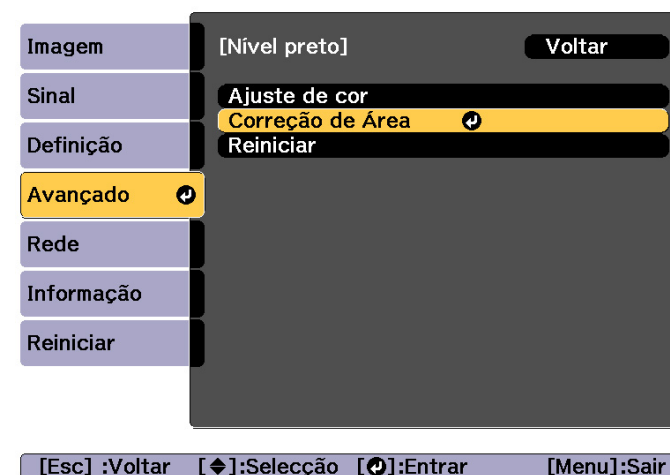 Imagem
Sinal
Definição
Avançado
Rede
Informação
Reiniciar
[Nível preto] Voltar
Ajuste de cor
Correção de Área
Reiniciar
[Esc] :Voltar [◆]:Selecção [↵]:Entrar [Menu]:Sair